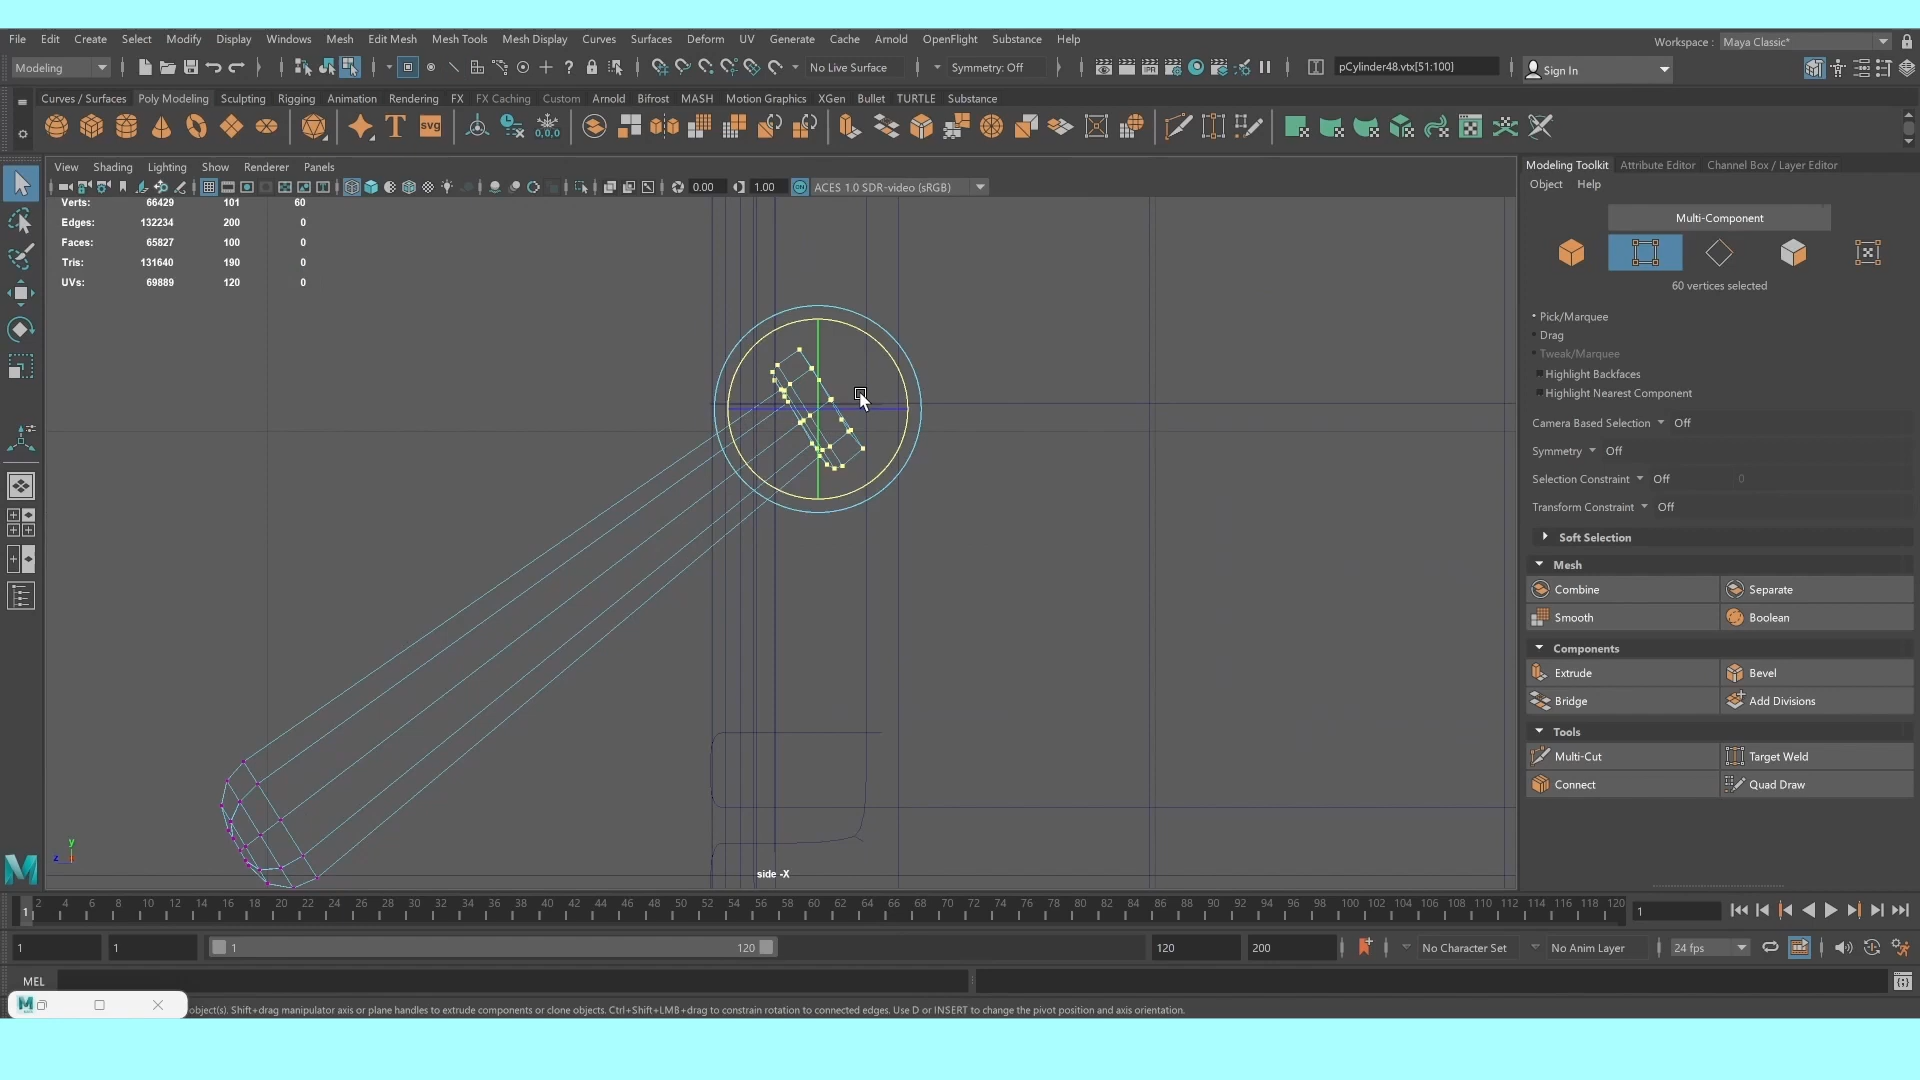 File Edit Create Select Modify Display Windows Mesh Edit Mesh Mesh Tools Mesh Display Curves Surfaces Deform UV Generate Cache Arnold OpenFlight Substance Help
Workspace : Maya Classic*
Modeling No Live Surface Symmetry: Off pCylinder48.vtx[51:100] Sign In
Curves / Surfaces Poly Modeling Sculpting Rigging Animation Rendering FX FX Caching Custom Arnold Bifrost MASH Motion Graphics XGen Bullet TURTLE Substance
T svg 0,0,0
View Shading Lighting Show Renderer Panels
0.00 1.00 ON ACES 1.0 SDR-video (sRGB)
Verts: 66429 101 60
Edges: 132234 200 0
Faces: 65827 100 0
Tris: 131640 190 0
UVs: 69889 120 0
y
z
side -X
Modeling Toolkit Attribute Editor Channel Box / Layer Editor
Object Help
Multi-Component
60 vertices selected
Pick/Marquee
Drag
Tweak/Marquee
Highlight Backfaces
Highlight Nearest Component
Camera Based Selection Off
Symmetry Off
Selection Constraint Off 0
Transform Constraint Off
Soft Selection
Mesh
Combine Separate
Smooth Boolean
Components
Extrude Bevel
Bridge Add Divisions
Tools
Multi-Cut Target Weld
Connect Quad Draw
1 2 4 6 8 10 12 14 16 18 20 22 24 26 28 30 32 34 36 38 40 42 44 46 48 50 52 54 56 58 60 62 64 66 68 70 72 74 76 78 80 82 84 86 88 90 92 94 96 98 100 102 104 106 108 110 111 114 116 118 120 1
1 1 1 120 120 200 No Character Set No Anim Layer 24 fps
MEL
M object(s). Shift+drag manipulator axis or plane handles to extrude components or clone objects. Ctrl+Shift+LMB+drag to constrain rotation to connected edges. Use D or INSERT to change the pivot position and axis orientation.